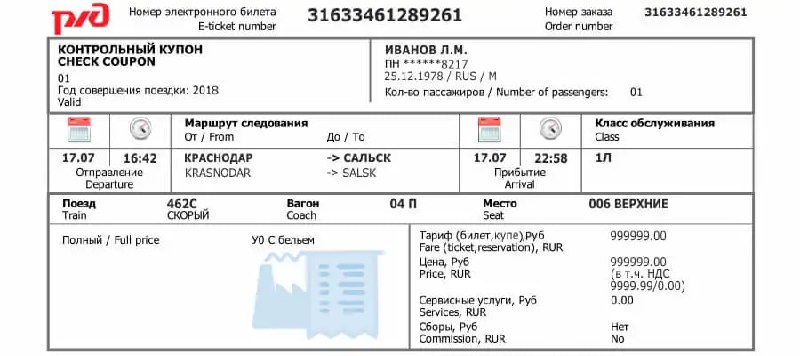 ржд
Номер электронного билета 31633461289261 Номер заказа 31633461289261
E-ticket number Order number
КОНТРОЛЬНЫЙ КУПОН
CHECK COUPON
01
Год совершения поездки: 2018
Valid
ИВАНОВ Л.М.
ПН ******8217
25.12.1978 / RUS / M
Кол-во пассажиров / Number of passengers: 01
Маршрут следования
От / From До / To
Класс обслуживания
Class
17.07 16:42 КРАСНОДАР -> САЛЬСК 17.07 22:58 1Л
Отправление KRASNODAR -> SALSK Прибытие
Departure Arrival
Поезд 462С Вагон 04 П Место 006 ВЕРХНИЕ
Train СКОРЫЙ Coach Seat
Полный / Full price У0 С бельем
Тариф (билет,купе),Руб 999999.00
Fare (ticket,reservation), RUR
Цена, Руб 999999.00
Price, RUR (в т.ч. НДС
9999.99/0.00)
Сервисные услуги, Руб 0.00
Services, RUR
Сборы, Руб Нет
Commission, RUR No